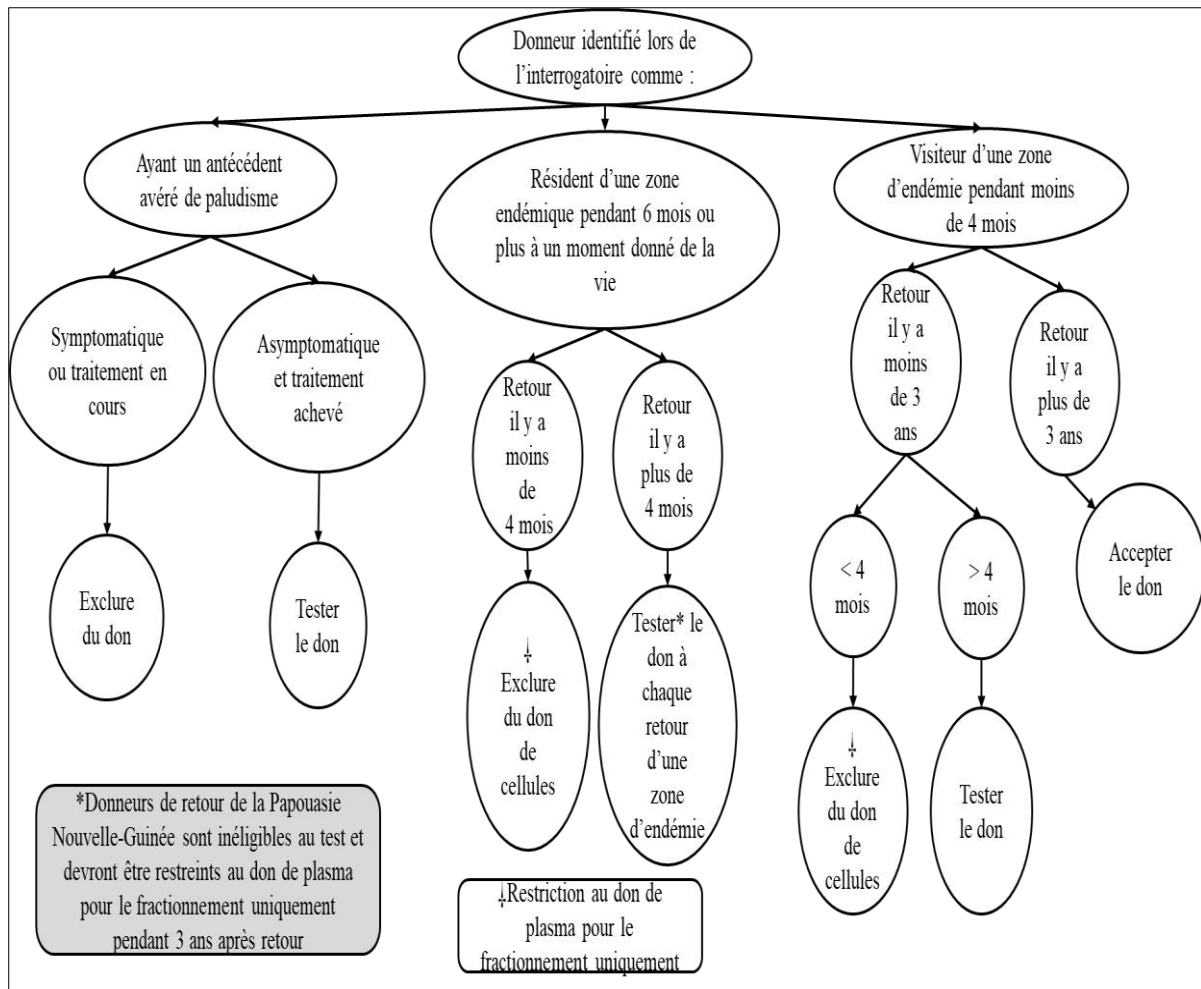 Donneur identifié lors de
l’interrogatoire comme :
Ayant un antécédent
avéré de paludisme
Résident d’une zone
endémique pendant 6 mois ou
plus à un moment donné de la
vie
Visiteur d’une zone
d’endémie pendant moins
de 4 mois
Symptomatique
ou traitement en
cours
Asymptomatique
et traitement
achevé
Retour
il y a
moins
de
4 mois
Retour
il y a
plus de
4 mois
Retour
il y a
moins
de 3
ans
Retour
il y a
plus de
3 ans
Exclure
du don
Tester
le don
⸸
Exclure
du don
de
cellules
Tester* le
don à
chaque
retour
d’une
zone
d’endémie
< 4
mois
> 4
mois
Accepter
le don
⸸
Exclure
du don
de
cellules
Tester
le don
*Donneurs de retour de la Papouasie
Nouvelle-Guinée sont inéligibles au test et
devront être restreints au don de plasma
pour le fractionnement uniquement
pendant 3 ans après retour
⸸Restriction au don de
plasma pour le
fractionnement uniquement